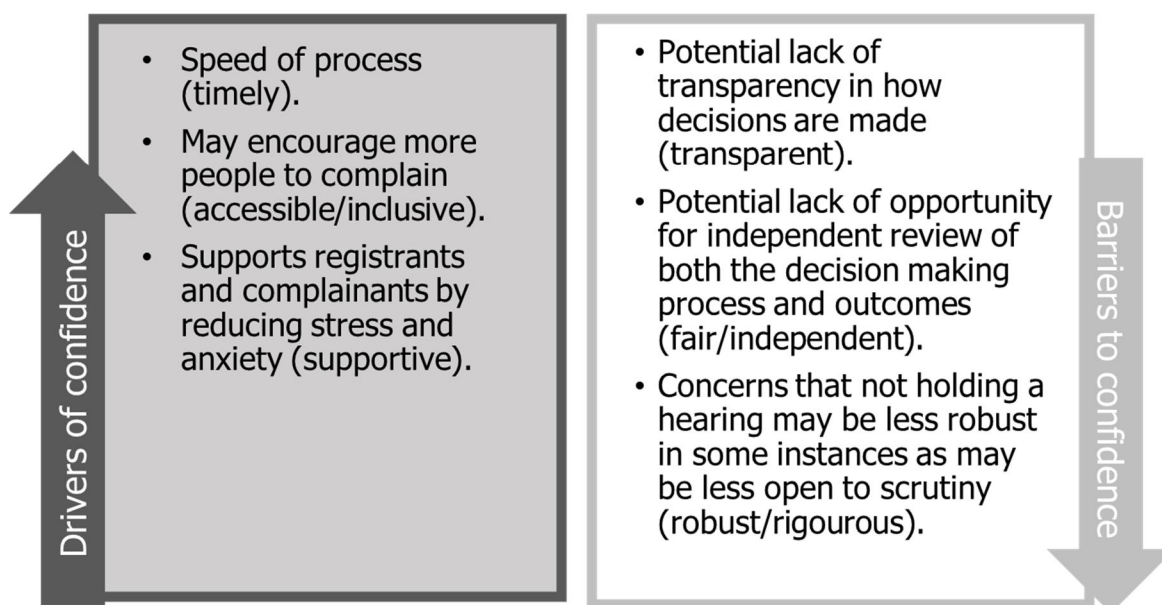 Drivers of confidence
• Speed of process
(timely).
• May encourage more
people to complain
(accessible/inclusive).
• Supports registrants
and complainants by
reducing stress and
anxiety (supportive).
• Potential lack of
transparency in how
decisions are made
(transparent).
• Potential lack of opportunity
for independent review of
both the decision making
process and outcomes
(fair/independent).
• Concerns that not holding a
hearing may be less robust
in some instances as may
be less open to scrutiny
(robust/rigourous).
Barriers to confidence